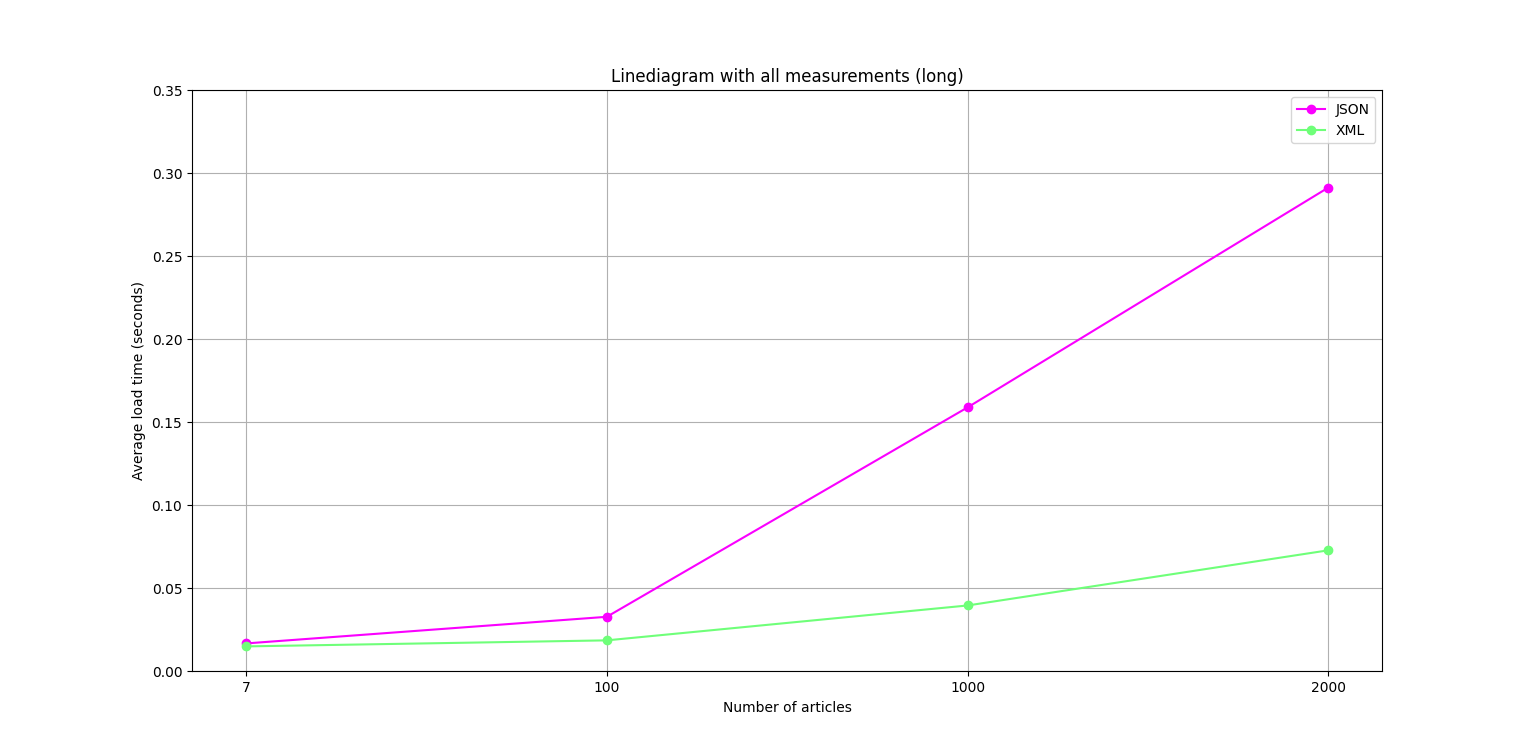 Linediagram with all measurements (long)
JSON
XML
0.35
0.30
0.25
0.20
0.15
0.10
0.05
0.00
Average load time (seconds)
7
100
1000
2000
Number of articles